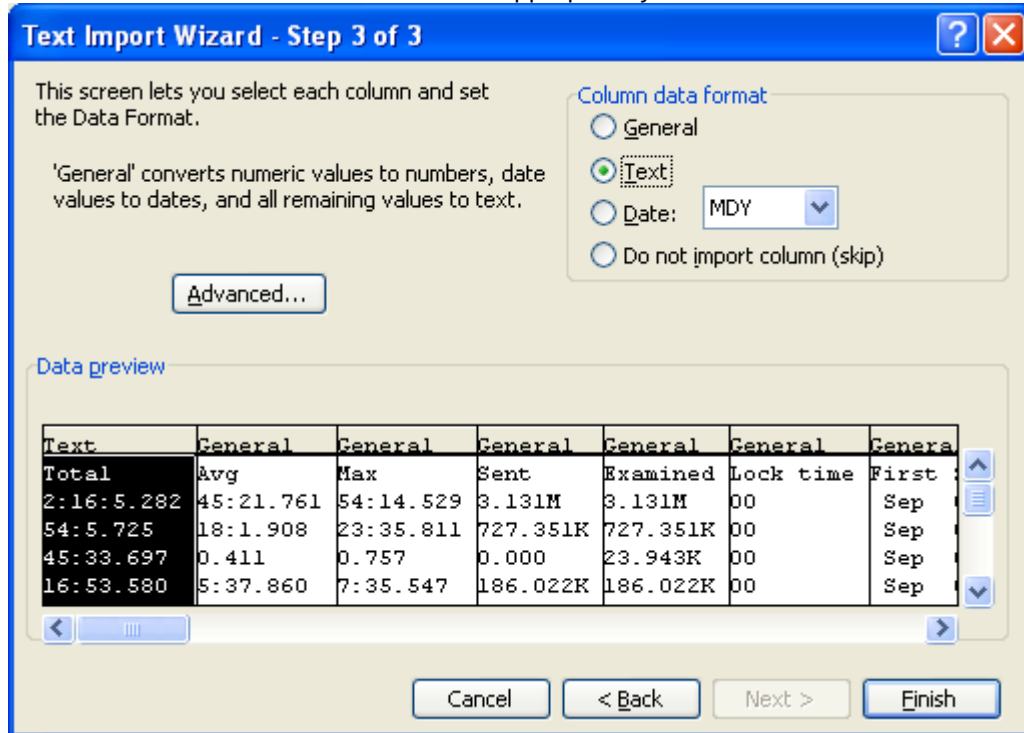 Text Import Wizard - Step 3 of 3
This screen lets you select each column and set
the Data Format.
'General' converts numeric values to numbers, date
values to dates, and all remaining values to text.
Advanced...
Column data format
General
Text
Date: MDY
Do not import column (skip)
Data preview
Text General General General General General Genera
Total Avg Max Sent Examined Lock time First
2:16:5.282 45:21.761 54:14.529 3.131M 3.131M 00 Sep
54:5.725 18:1.908 23:35.811 727.351K 727.351K 00 Sep
45:33.697 0.411 0.757 0.000 23.943K 00 Sep
16:53.580 5:37.860 7:35.547 186.022K 186.022K 00 Sep
Cancel < Back Next > Finish